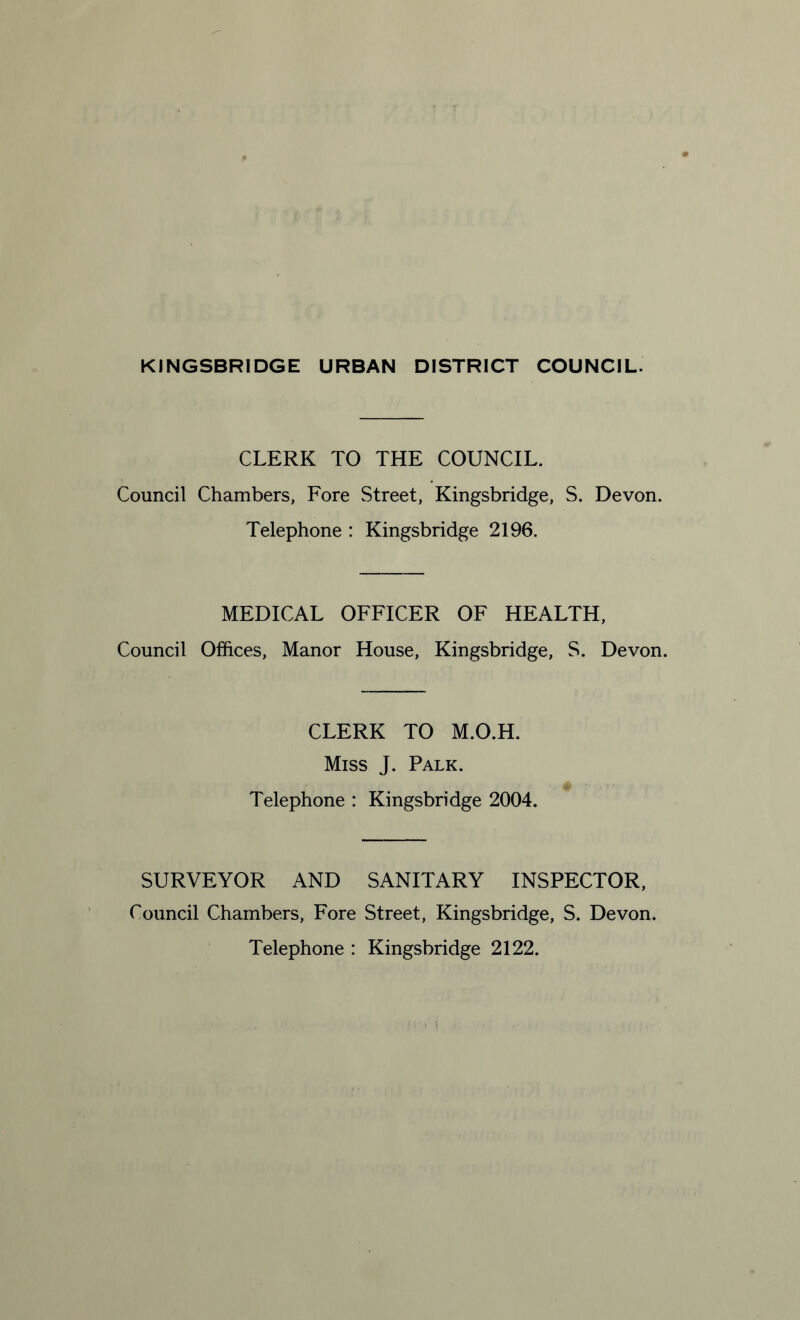 KINGSBRIDGE URBAN DISTRICT COUNCIL.
CLERK TO THE COUNCIL.
Council Chambers, Fore Street, Kingsbridge, S. Devon.
Telephone : Kingsbridge 2196.
MEDICAL OFFICER OF HEALTH,
Council Offices, Manor House, Kingsbridge, S. Devon.
CLERK TO M.O.H.
Miss J. Palk.
Telephone : Kingsbridge 2004.
SURVEYOR AND SANITARY INSPECTOR,
Council Chambers, Fore Street, Kingsbridge, S. Devon.
Telephone : Kingsbridge 2122.